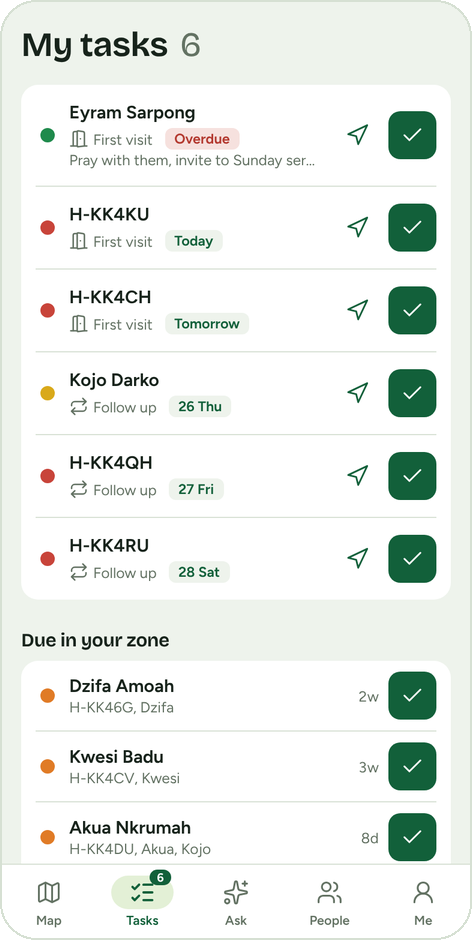 My tasks 6
Eyram Sarpong
First visit Overdue
Pray with them, invite to Sunday ser...
H-KK4KU
First visit Today
H-KK4CH
First visit Tomorrow
Kojo Darko
Follow up 26 Thu
H-KK4QH
Follow up 27 Fri
H-KK4RU
Follow up 28 Sat
Due in your zone
Dzifa Amoah
2w
H-KK46G, Dzifa
Kwesi Badu
3w
H-KK4CV, Kwesi
Akua Nkrumah
8d
H-KK4DU, Akua, Kojo
6
Map Tasks Ask People Me